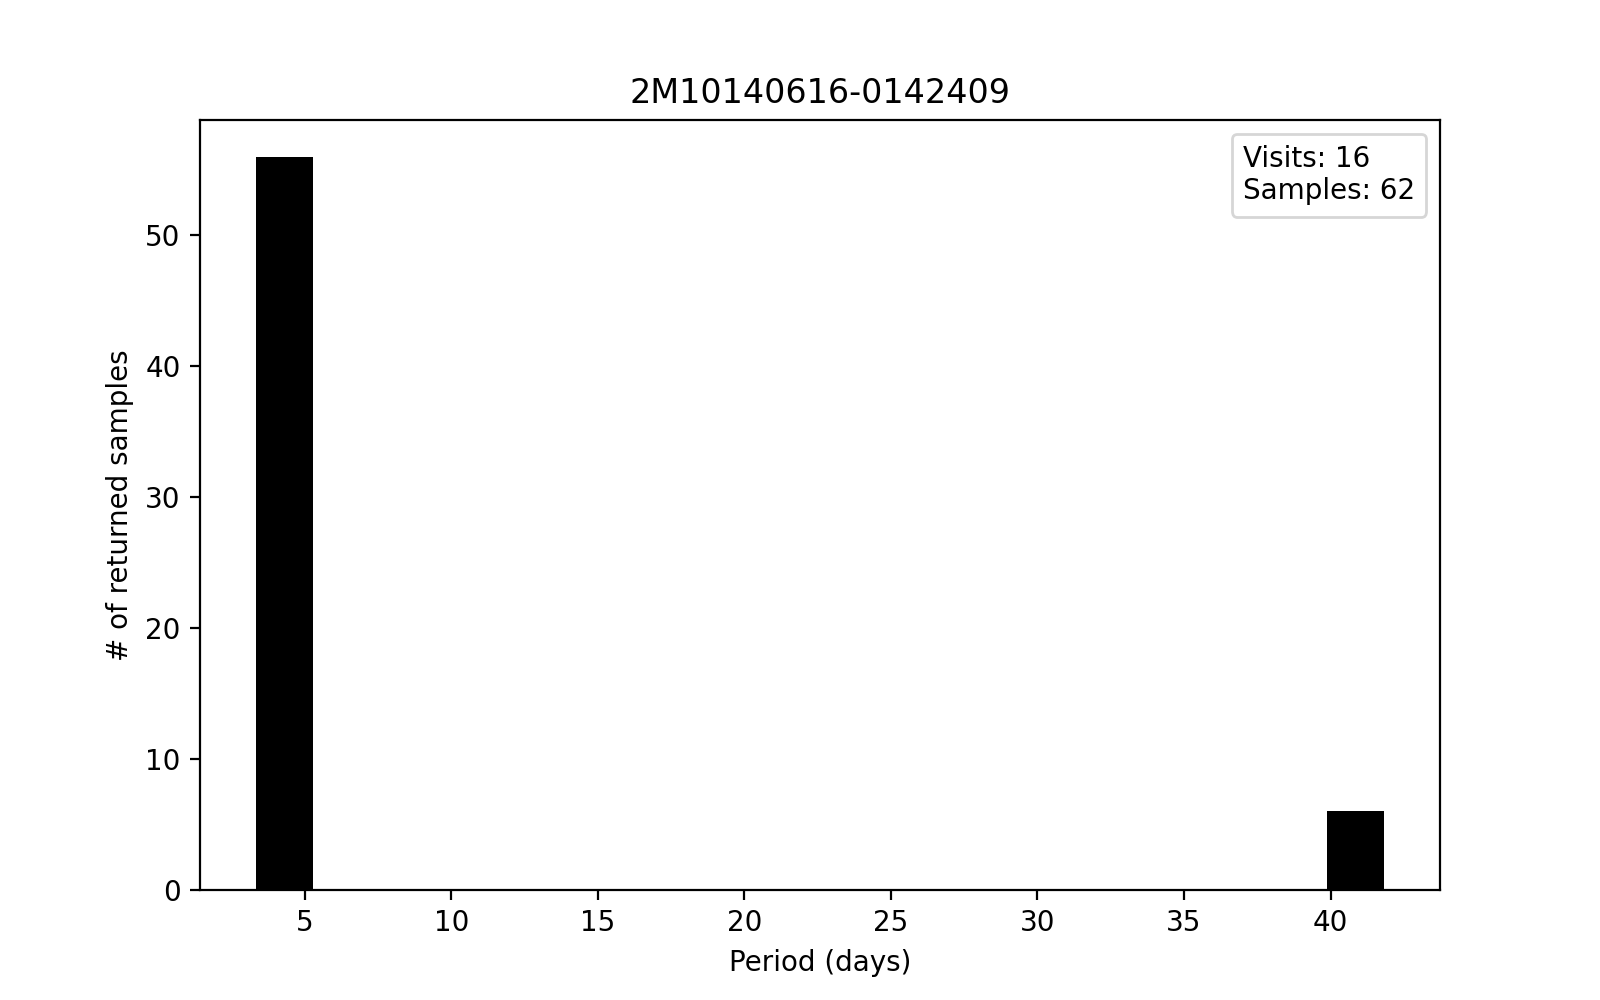 2M10140616-0142409
Visits: 16
Samples: 62
# of returned samples
50
40
30
20
10
0
5 10 15 20 25 30 35 40
Period (days)